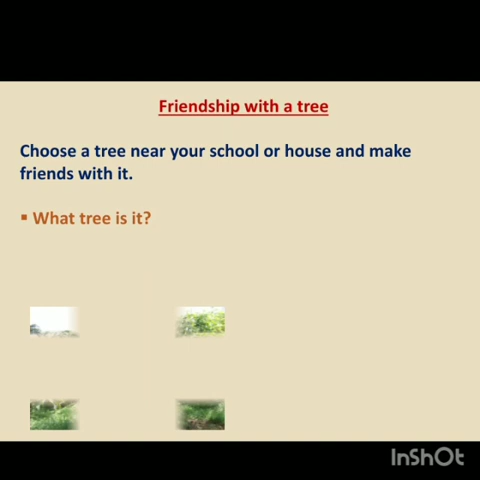 Friendship with a tree
Choose a tree near your school or house and make
friends with it.
▪ What tree is it?
InShOt